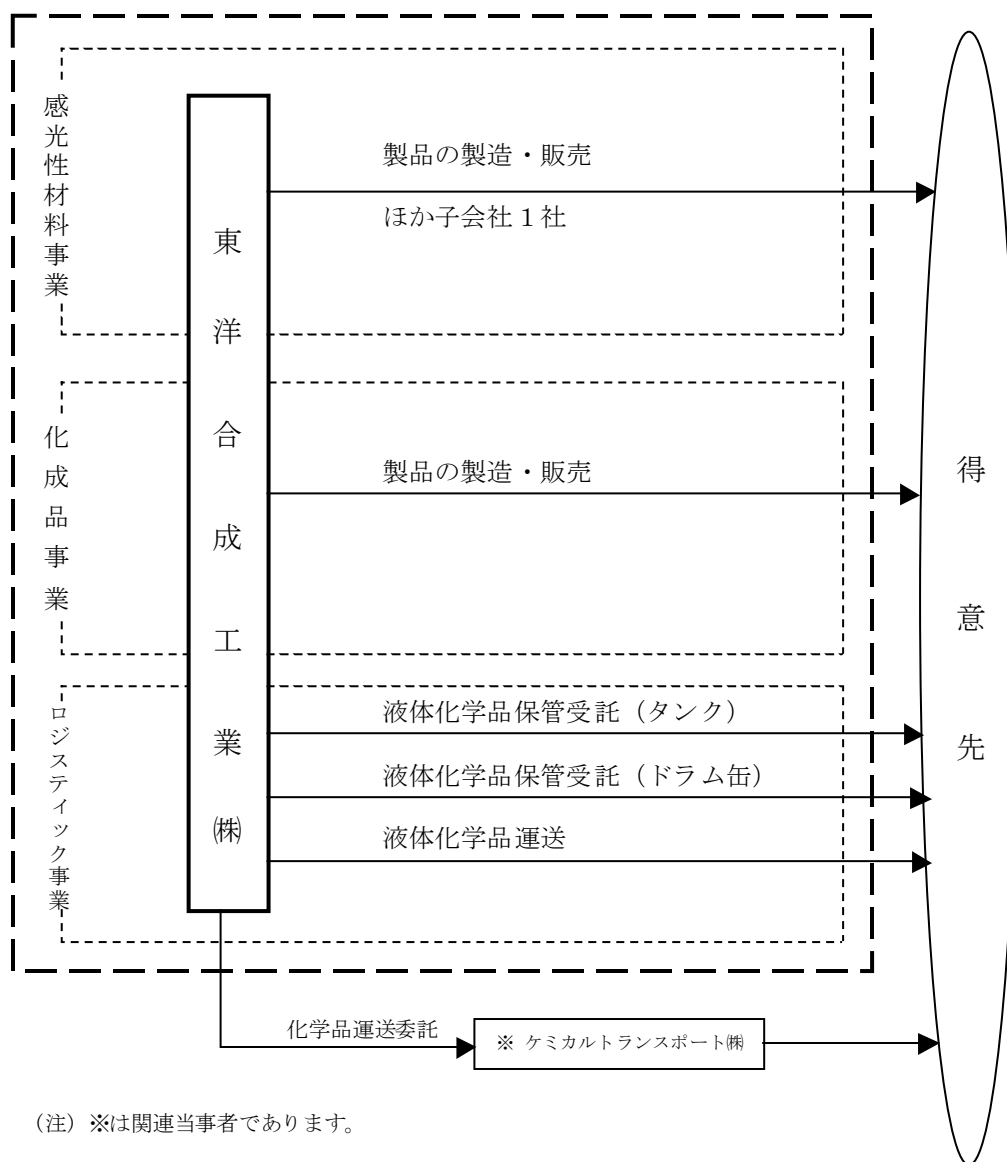 感光性材料事業
製品の製造・販売
ほか子会社１社
東洋合成工業㈱
化成品事業
製品の製造・販売
得意先
ロジスティック事業
液体化学品保管受託（タンク）
液体化学品保管受託（ドラム缶）
液体化学品運送
化学品運送委託
※ ケミカルトランスポート㈱
（注）※は関連当事者であります。